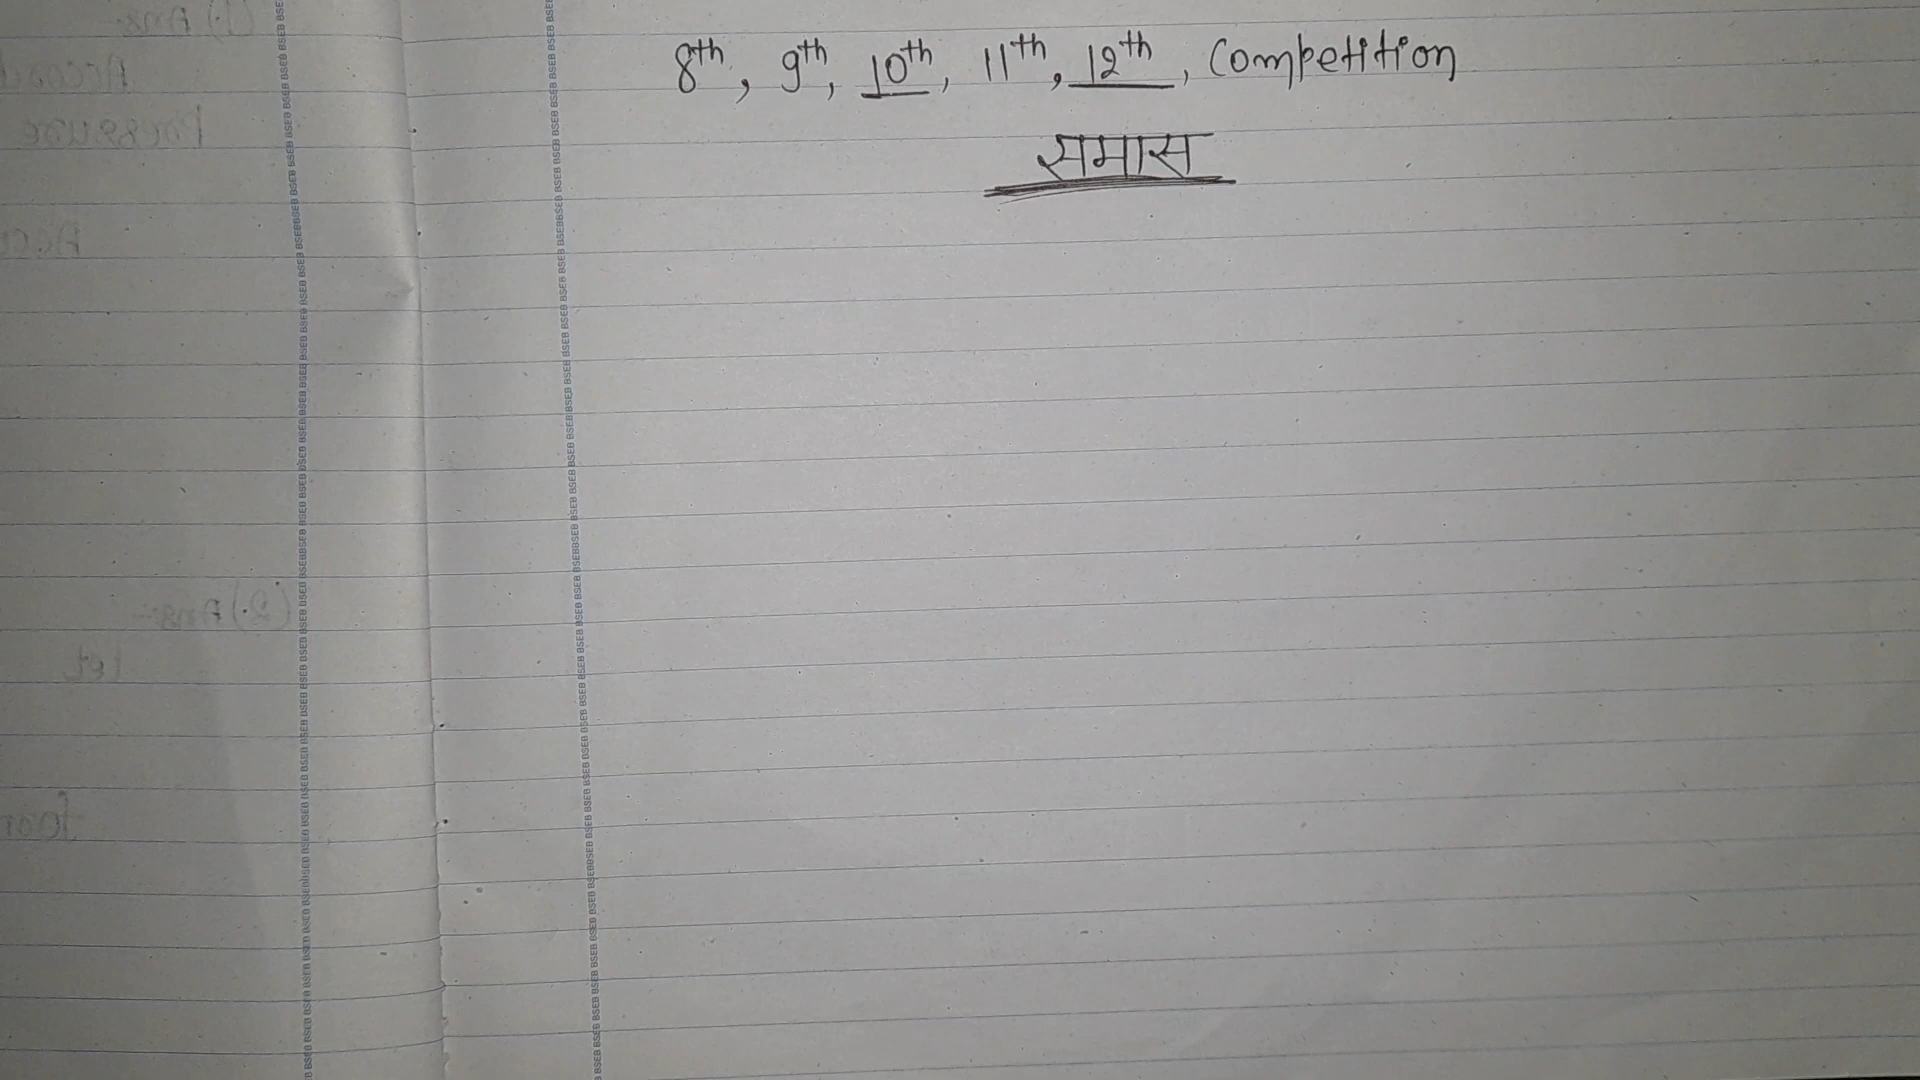 8th, 9th, 10th, 11th, 12th, Competition
समास